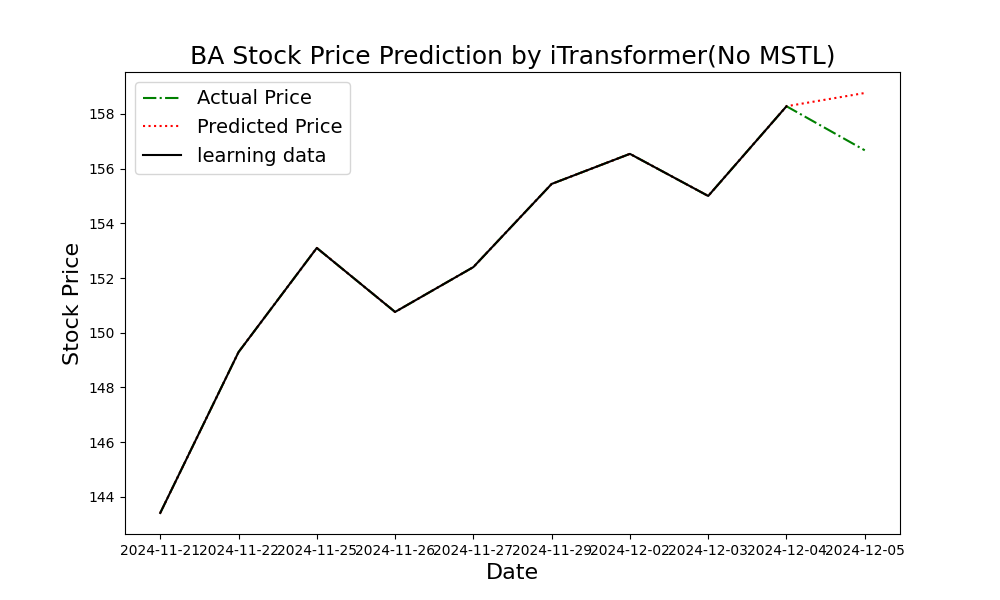 BA Stock Price Prediction by iTransformer(No MSTL)
Actual Price
Predicted Price
learning data
158
156
154
152
150
148
146
144
Stock Price
2024-11-21 2024-11-22 2024-11-25 2024-11-26 2024-11-27 2024-11-29 2024-12-02 2024-12-03 2024-12-04 2024-12-05
Date